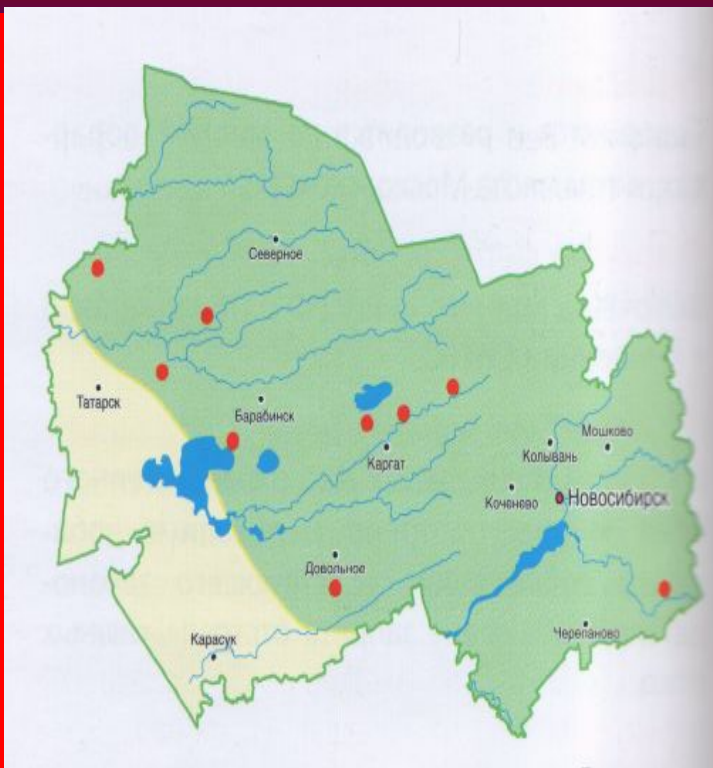 Северное
Татарск
Барабинск
Каргат
Мошково
Колывань
Коченево
Новосибирск
Довольное
Черепаново
Карасук